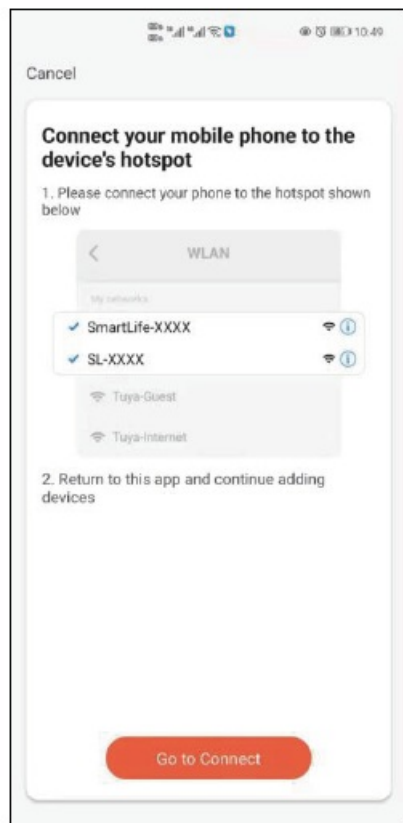 10:49
Cancel
Connect your mobile phone to the
device's hotspot
1. Please connect your phone to the hotspot shown
below
WLAN
My networks
SmartLife-XXXX
SL-XXXX
Tuya-Guest
Tuya-Internet
2. Return to this app and continue adding
devices
Go to Connect